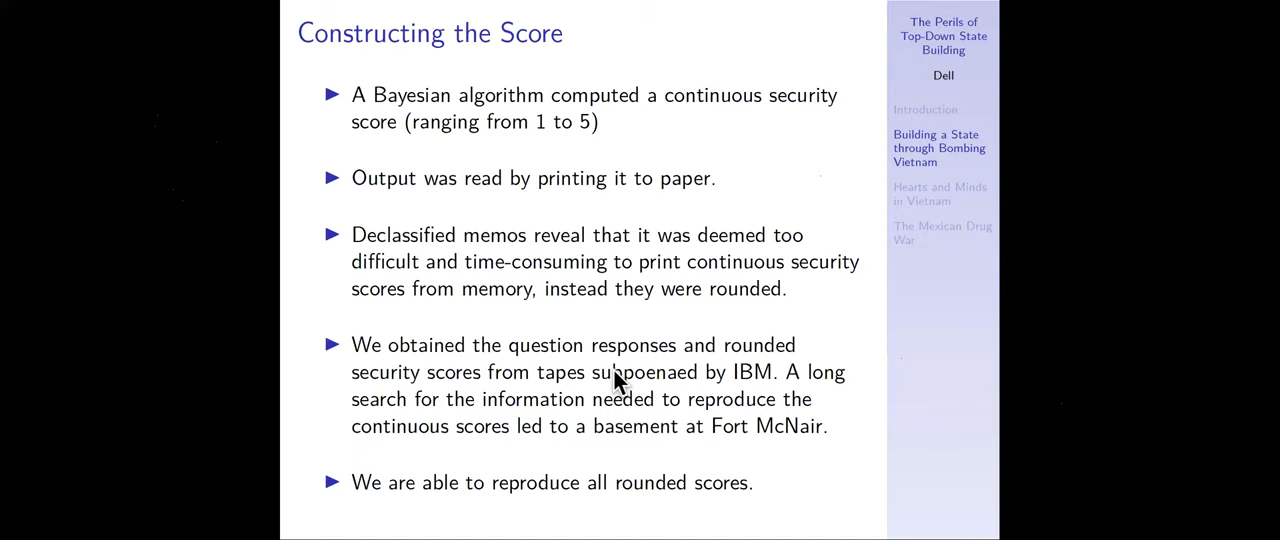 Constructing the Score
A Bayesian algorithm computed a continuous security
score (ranging from 1 to 5)
Output was read by printing it to paper.
Declassified memos reveal that it was deemed too
difficult and time-consuming to print continuous security
scores from memory, instead they were rounded.
We obtained the question responses and rounded
security scores from tapes subpoenaed by IBM. A long
search for the information needed to reproduce the
continuous scores led to a basement at Fort McNair.
We are able to reproduce all rounded scores.
The Perils of
Top-Down State
Building
Dell
Introduction
Building a State
through Bombing
Vietnam
Hearts and Minds
in Vietnam
The Mexican Drug
War